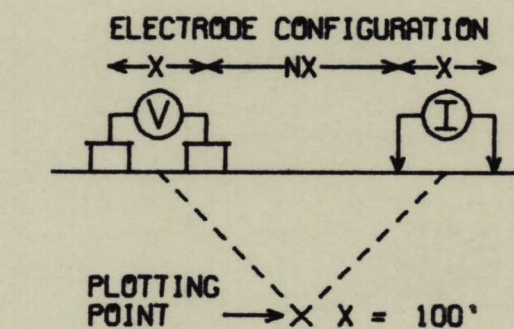 ELECTRODE CONFIGURATION
X NX X
V I
PLOTTING
POINT X X = 100'